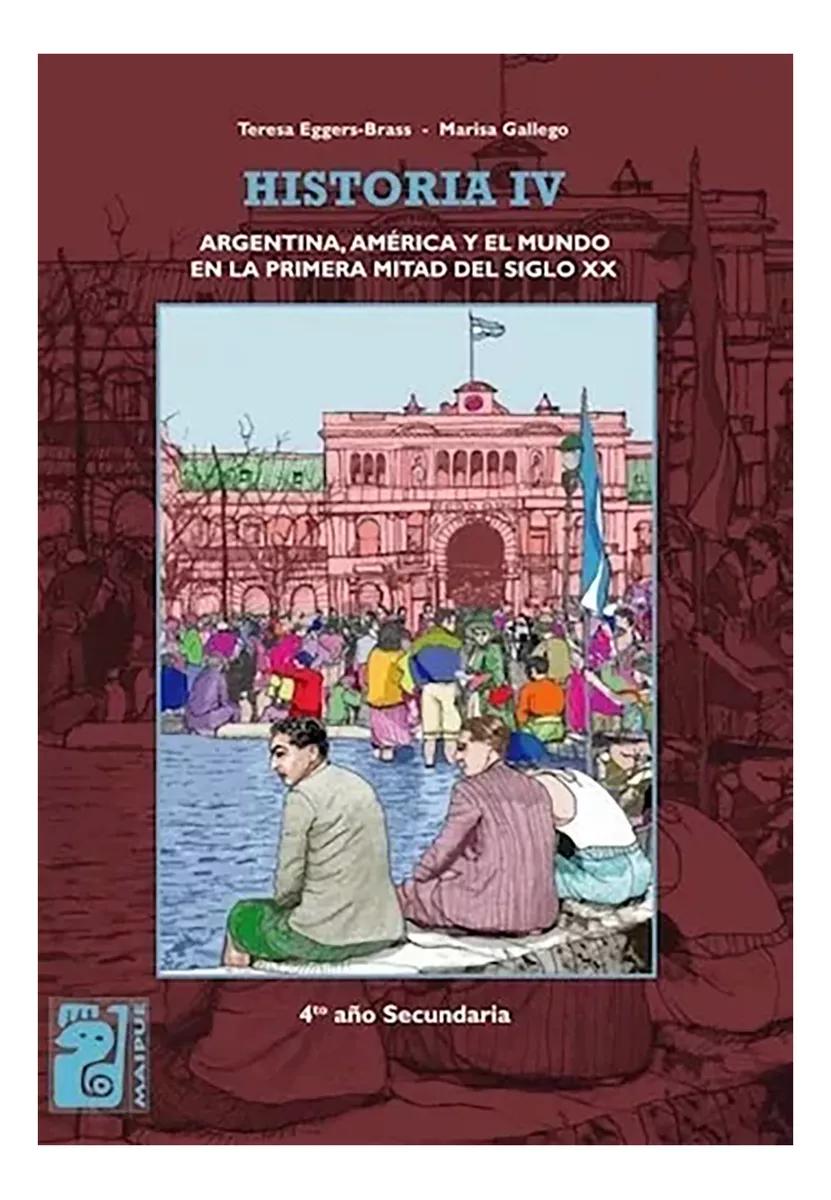 Teresa Eggers-Brass - Marisa Gallego
HISTORIA IV
ARGENTINA, AMÉRICA Y EL MUNDO
EN LA PRIMERA MITAD DEL SIGLO XX
4to año Secundaria
MAIPUE